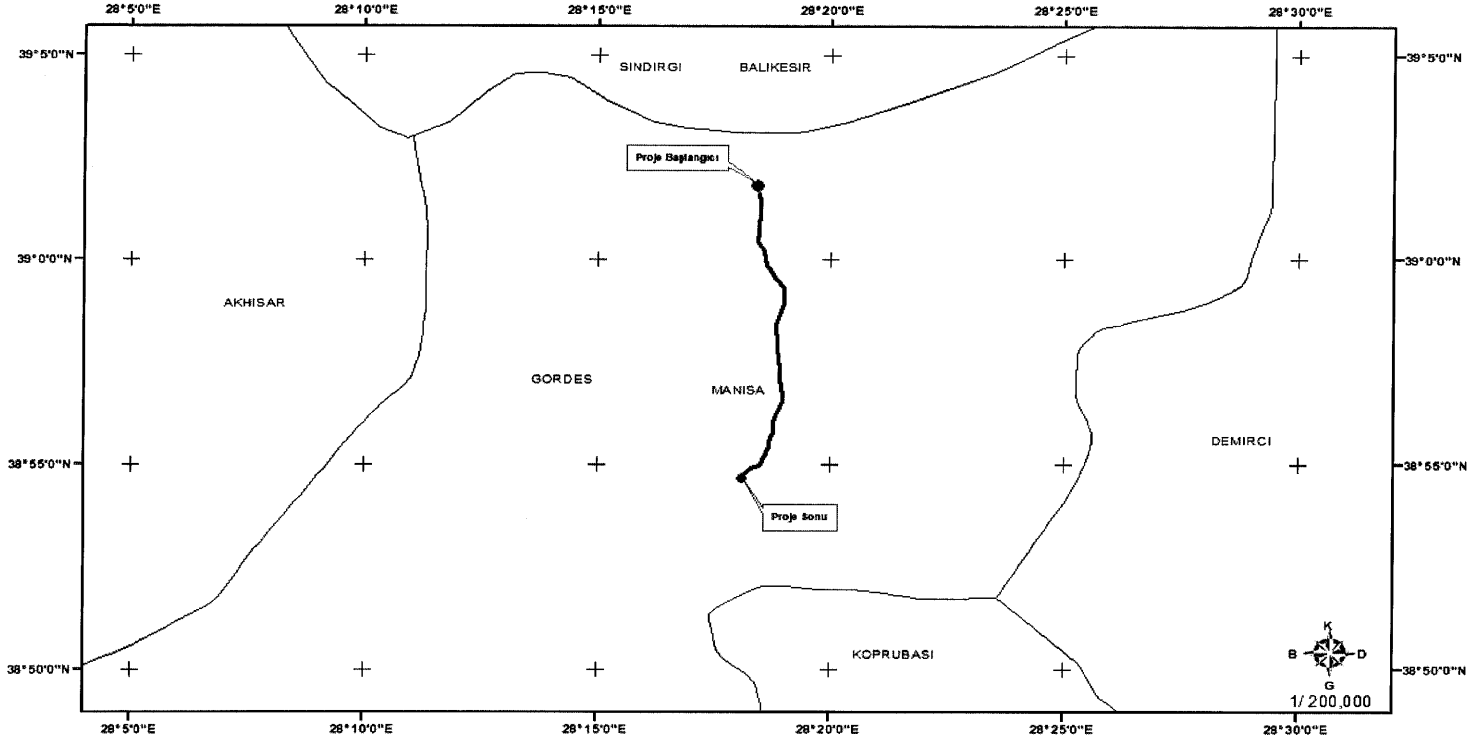 28°5'0"E 28°10'0"E 28°15'0"E 28°20'0"E 28°25'0"E 28°30'0"E
39°5'0"N 39°5'0"N
SINDIRGI BALIKESIR
Proje Başlangıcı
39°0'0"N 39°0'0"N
AKHISAR
GORDES MANISA
DEMIRCI
38°55'0"N 38°55'0"N
Proje Sonu
K
B D
G
KOPRUBASI
38°50'0"N 38°50'0"N
1/200,000
28°5'0"E 28°10'0"E 28°15'0"E 28°20'0"E 28°25'0"E 28°30'0"E